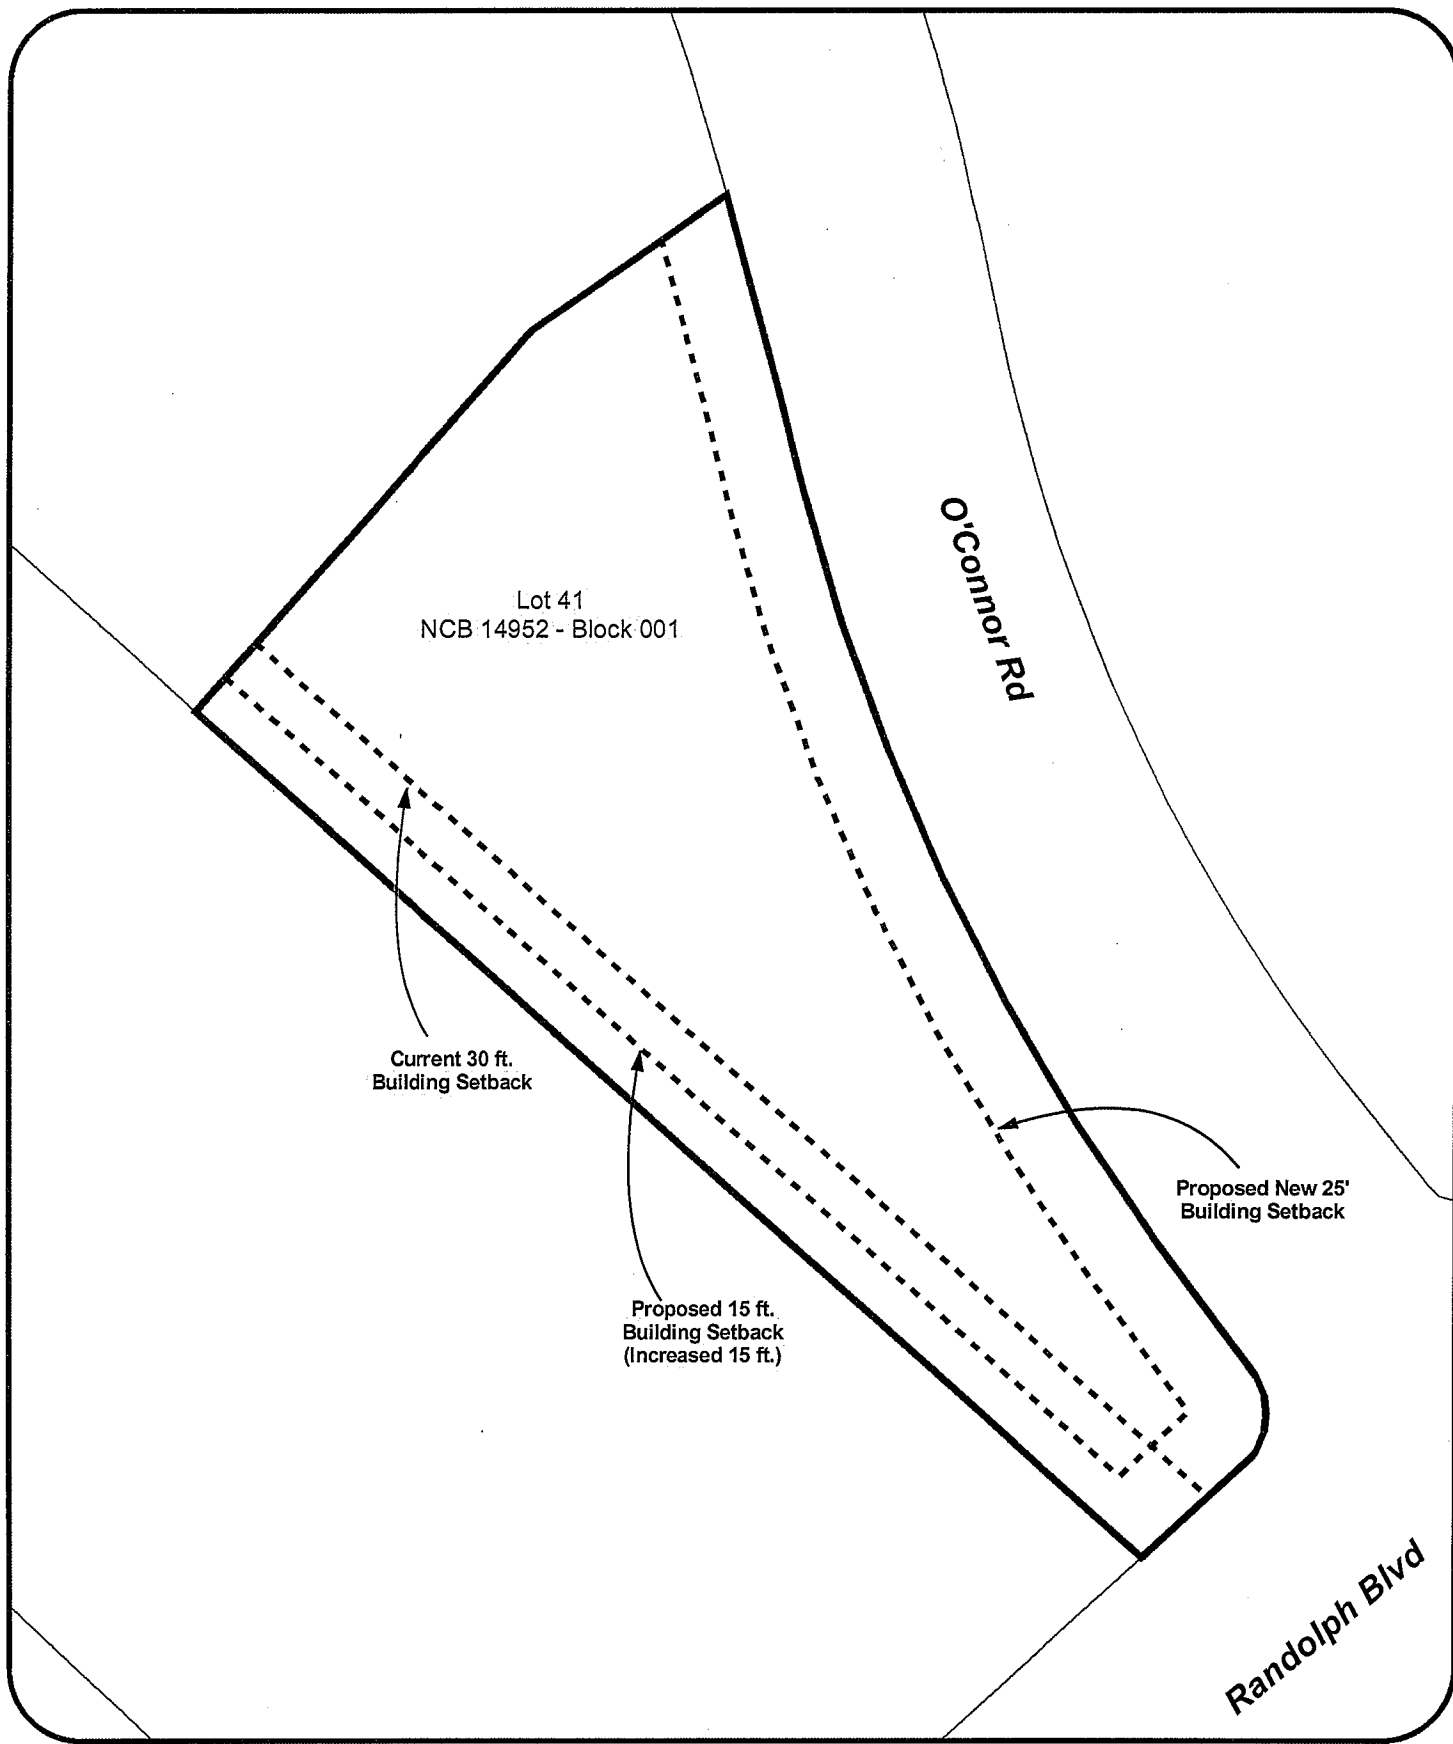 O'Connor Rd
Lot 41
NCB 14952 - Block 001
Current 30 ft.
Building Setback
Proposed New 25'
Building Setback
Proposed 15 ft.
Building Setback
(Increased 15 ft.)
Randolph Blvd